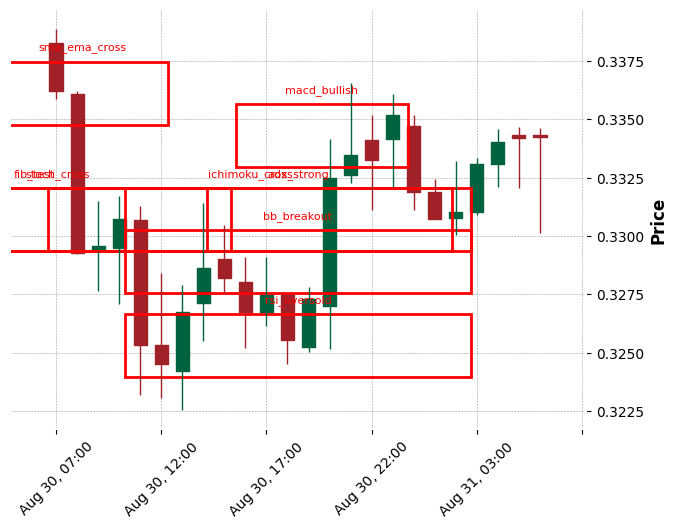 sma_ema_cross
macd_bullish
ichimoku_cross
adx_strong
bb_breakout
rsi_oversold
0.3375
0.3350
0.3325
0.3300
0.3275
0.3250
0.3225
Price
Aug 30, 07:00
Aug 30, 12:00
Aug 30, 17:00
Aug 30, 22:00
Aug 31, 03:00